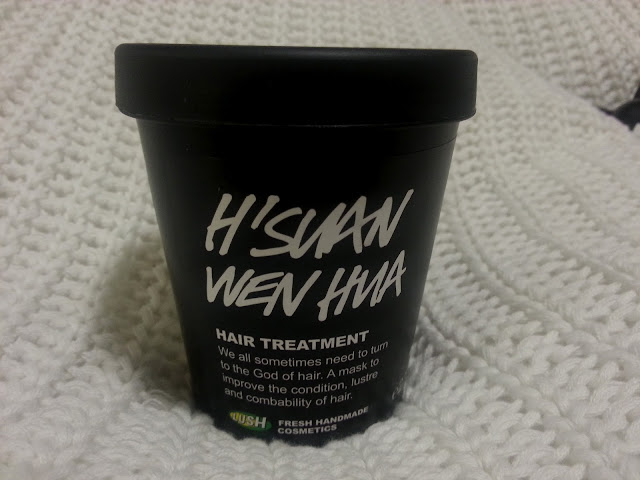 H'SUAN
WEN HUA
HAIR TREATMENT
We all sometimes need to turn
to the God of hair. A mask to
improve the condition, lustre
and combability of hair.
LUSH FRESH HANDMADE
COSMETICS